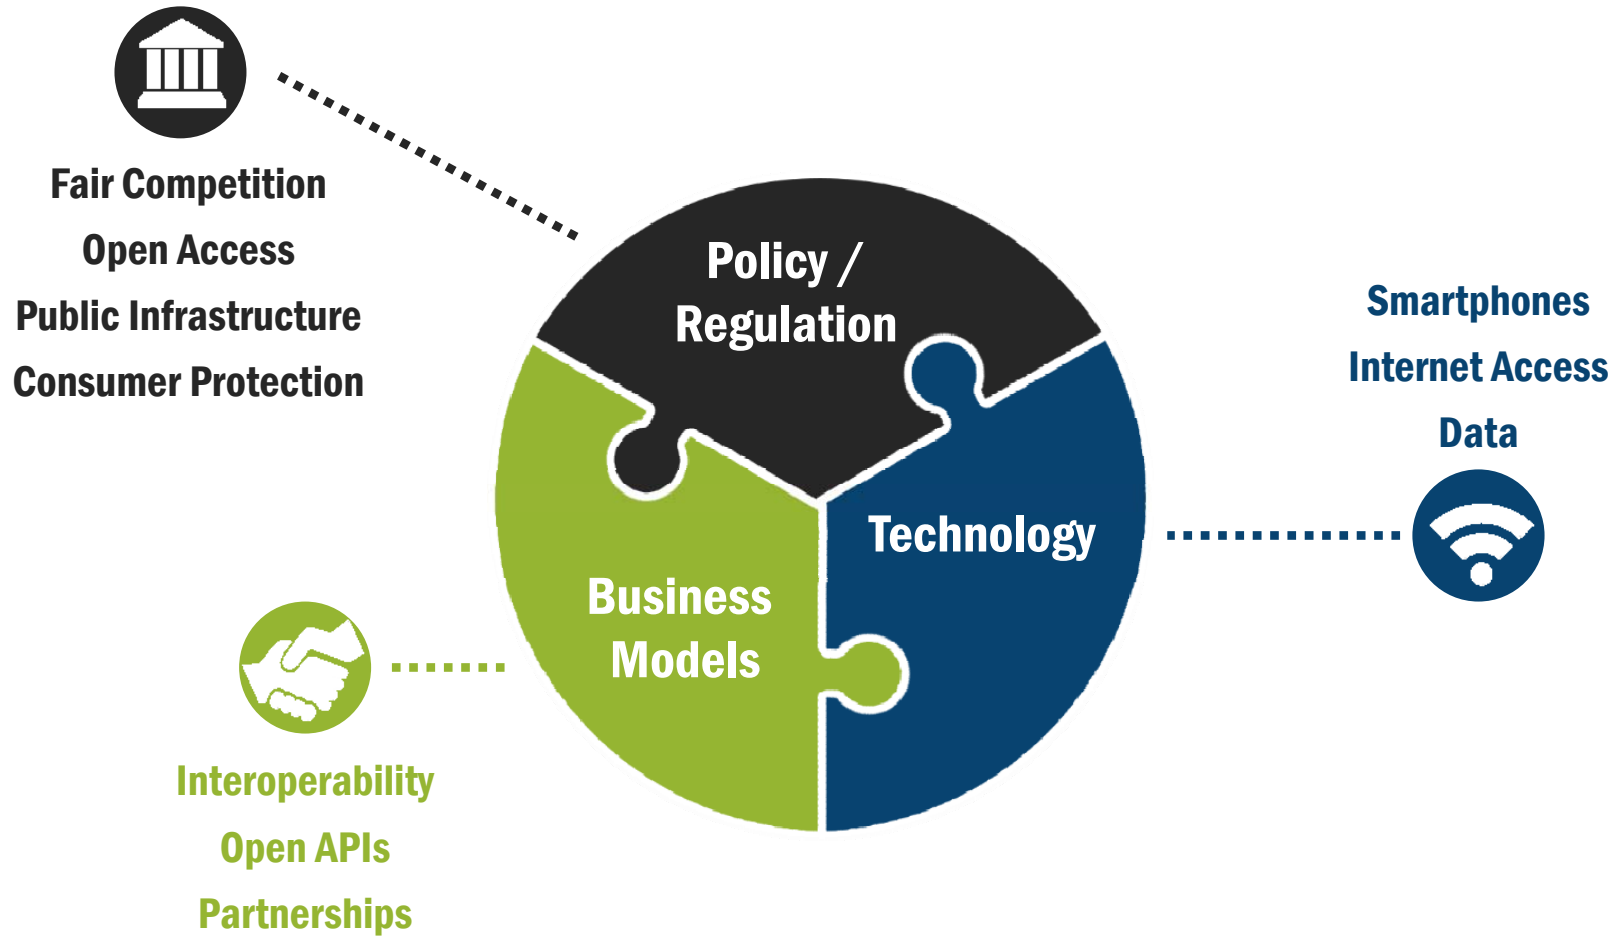 Fair Competition
Open Access
Public Infrastructure
Consumer Protection
Policy /
Regulation
Smartphones
Internet Access
Data
Technology
Business
Models
Interoperability
Open APIs
Partnerships